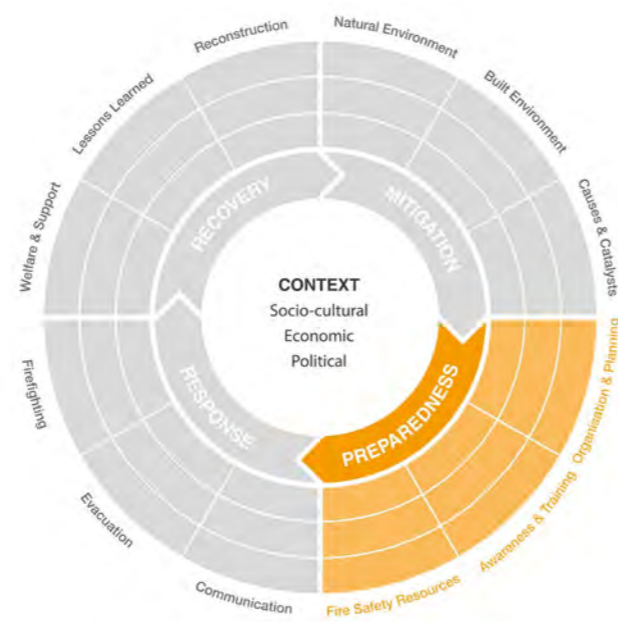 Natural Environment
Built Environment
Causes & Catalysts
Organisation & Planning
Awareness & Training
Fire Safety Resources
Communication
Evacuation
Firefighting
Welfare & Support
Lessons Learned
Reconstruction
MITIGATION
PREPAREDNESS
RESPONSE
RECOVERY
CONTEXT
Socio-cultural
Economic
Political